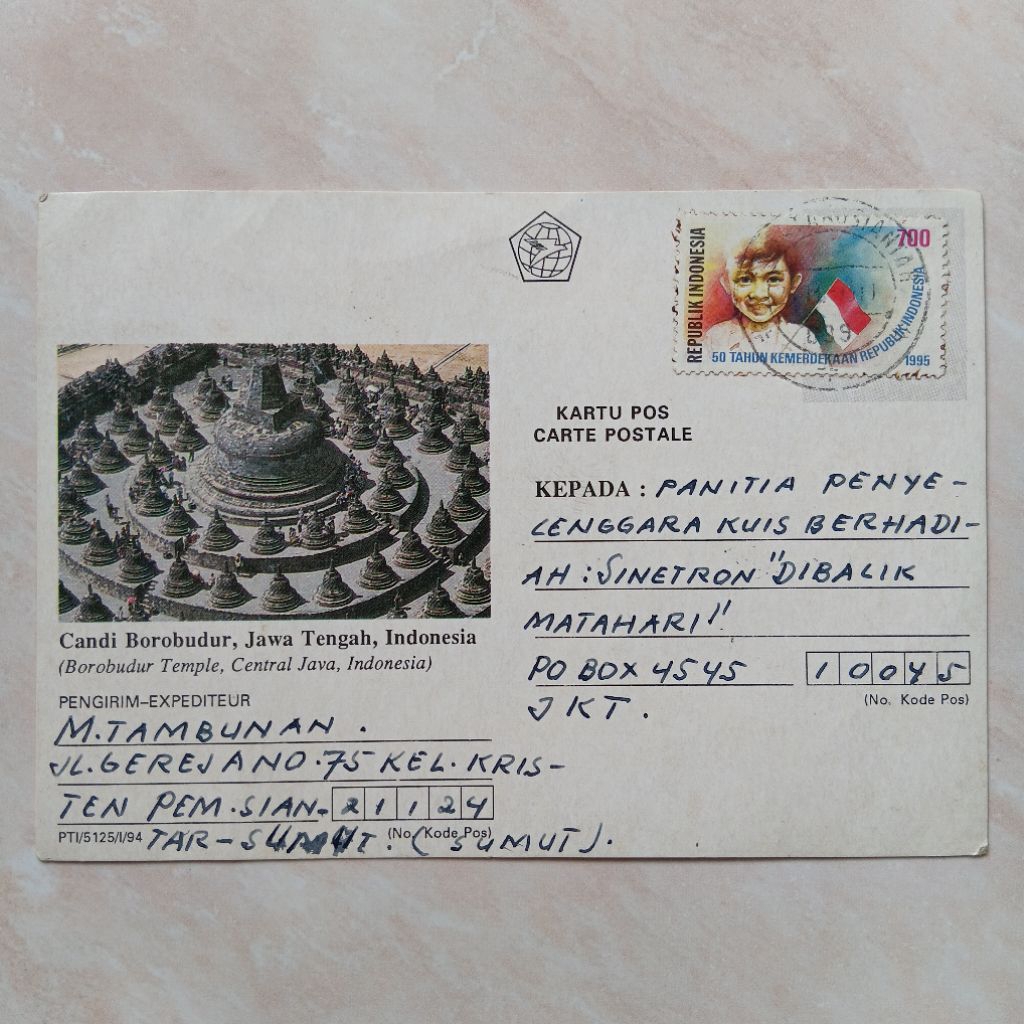 REPUBLIK INDONESIA
700
50 TAHUN KEMERDEKAAN REPUBLIK INDONESIA
1995
KARTU POS
CARTE POSTALE
KEPADA : PANITIA PENYE-
LENGGARA KUIS BERHADI-
AH : SINETRON "DIBALIK
MATAHARI"
PO BOX 4545 10045
(No. Kode Pos)
JKT.
Candi Borobudur, Jawa Tengah, Indonesia
(Borobudur Temple, Central Java, Indonesia)
PENGIRIM–EXPEDITEUR
M.TAMBUNAN.
JL.GEREJA NO.75 KEL.KRIS-
TEN PEM.SIAN- 21124
PTI/5125/I/94 TAR- (No. Kode Pos) (SUMUT).